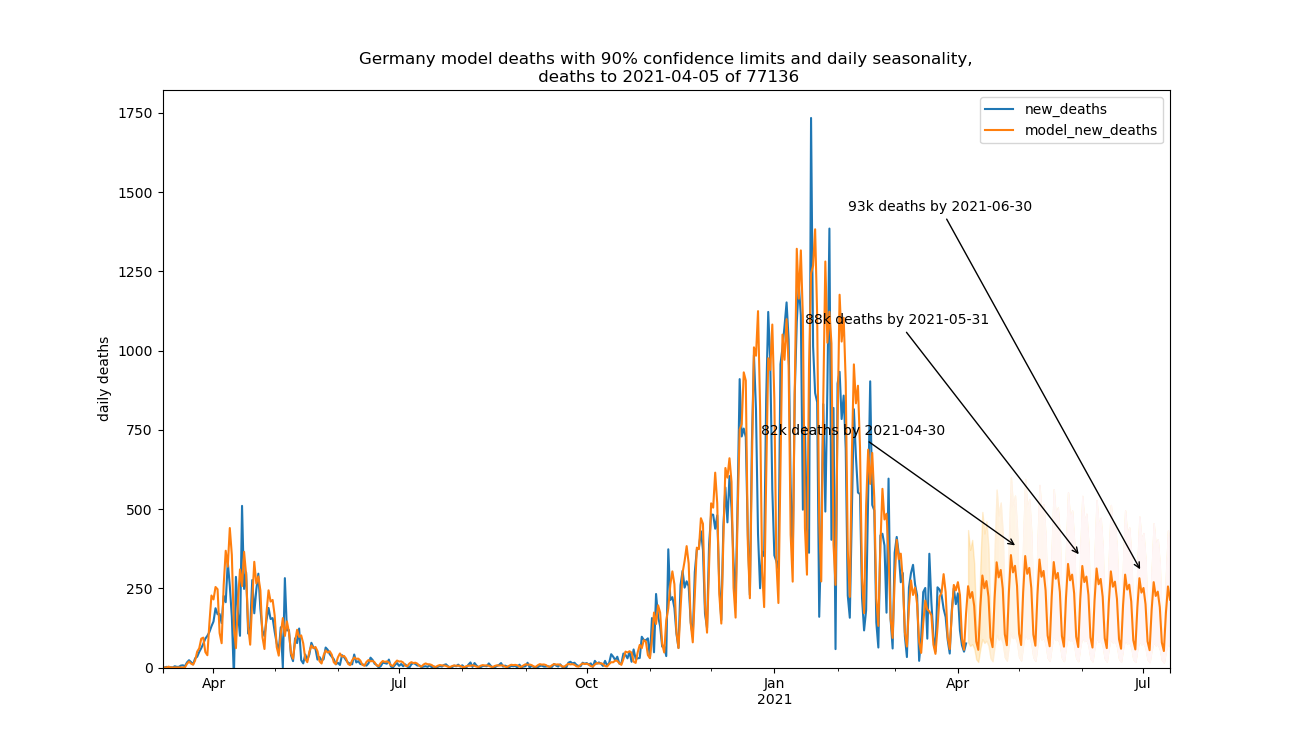 Germany model deaths with 90% confidence limits and daily seasonality,
deaths to 2021-04-05 of 77136
new_deaths
model_new_deaths
daily deaths
1750
1500
1250
1000
750
500
250
0
93k deaths by 2021-06-30
88k deaths by 2021-05-31
82k deaths by 2021-04-30
Apr
Jul
Oct
Jan
2021
Apr
Jul